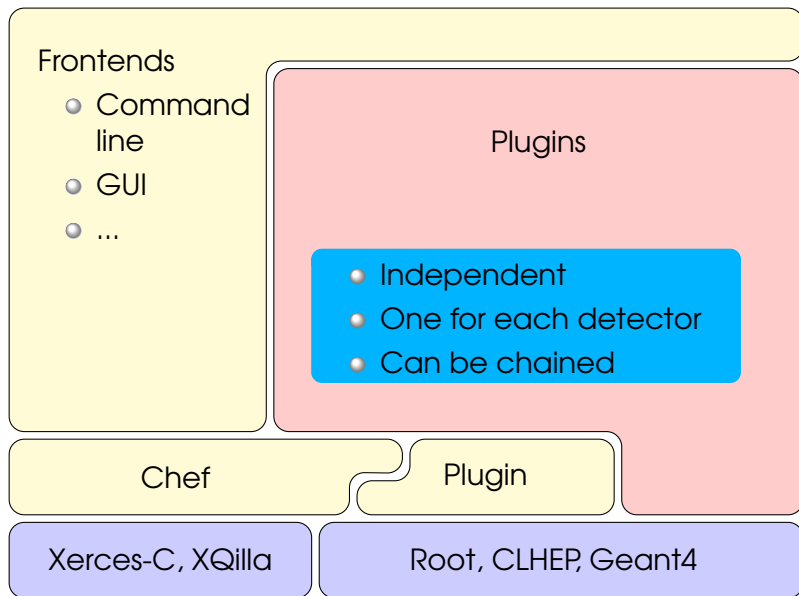 Frontends
Command
line
GUI
...
Plugins
Independent
One for each detector
Can be chained
Chef
Plugin
Xerces-C, XQilla
Root, CLHEP, Geant4